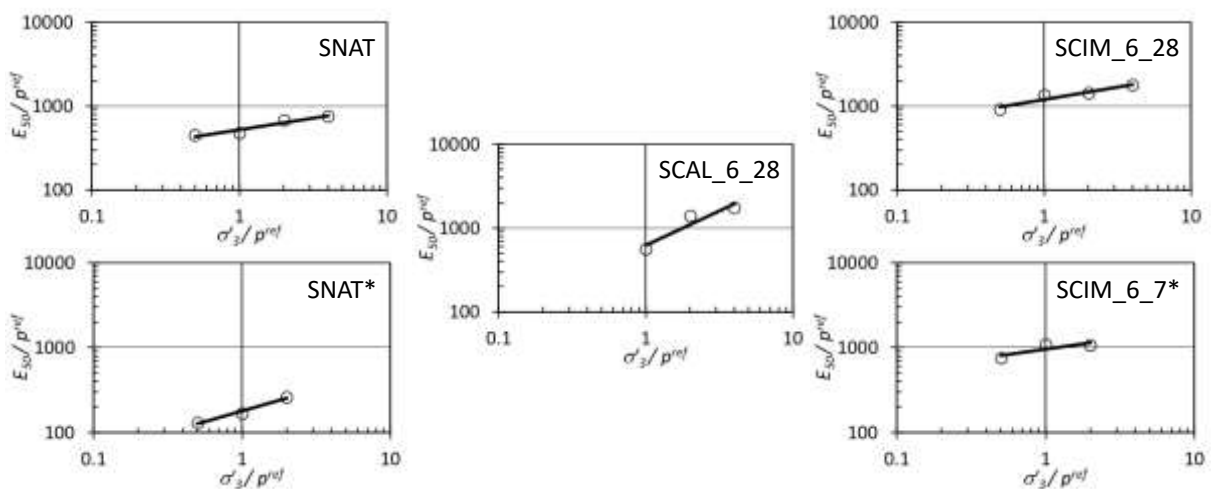 10000
SNAT
1000
100
E₅₀/ pʳᵉᶠ
0.1
1
10
σ'₃/ pʳᵉᶠ
10000
SNAT*
1000
100
E₅₀/ pʳᵉᶠ
0.1
1
10
σ'₃/ pʳᵉᶠ
10000
SCAL_6_28
1000
100
E₅₀/ pʳᵉᶠ
0.1
1
10
σ'₃/ pʳᵉᶠ
10000
SCIM_6_28
1000
100
E₅₀/ pʳᵉᶠ
0.1
1
10
σ'₃/ pʳᵉᶠ
10000
SCIM_6_7*
1000
100
E₅₀/ pʳᵉᶠ
0.1
1
10
σ'₃/ pʳᵉᶠ